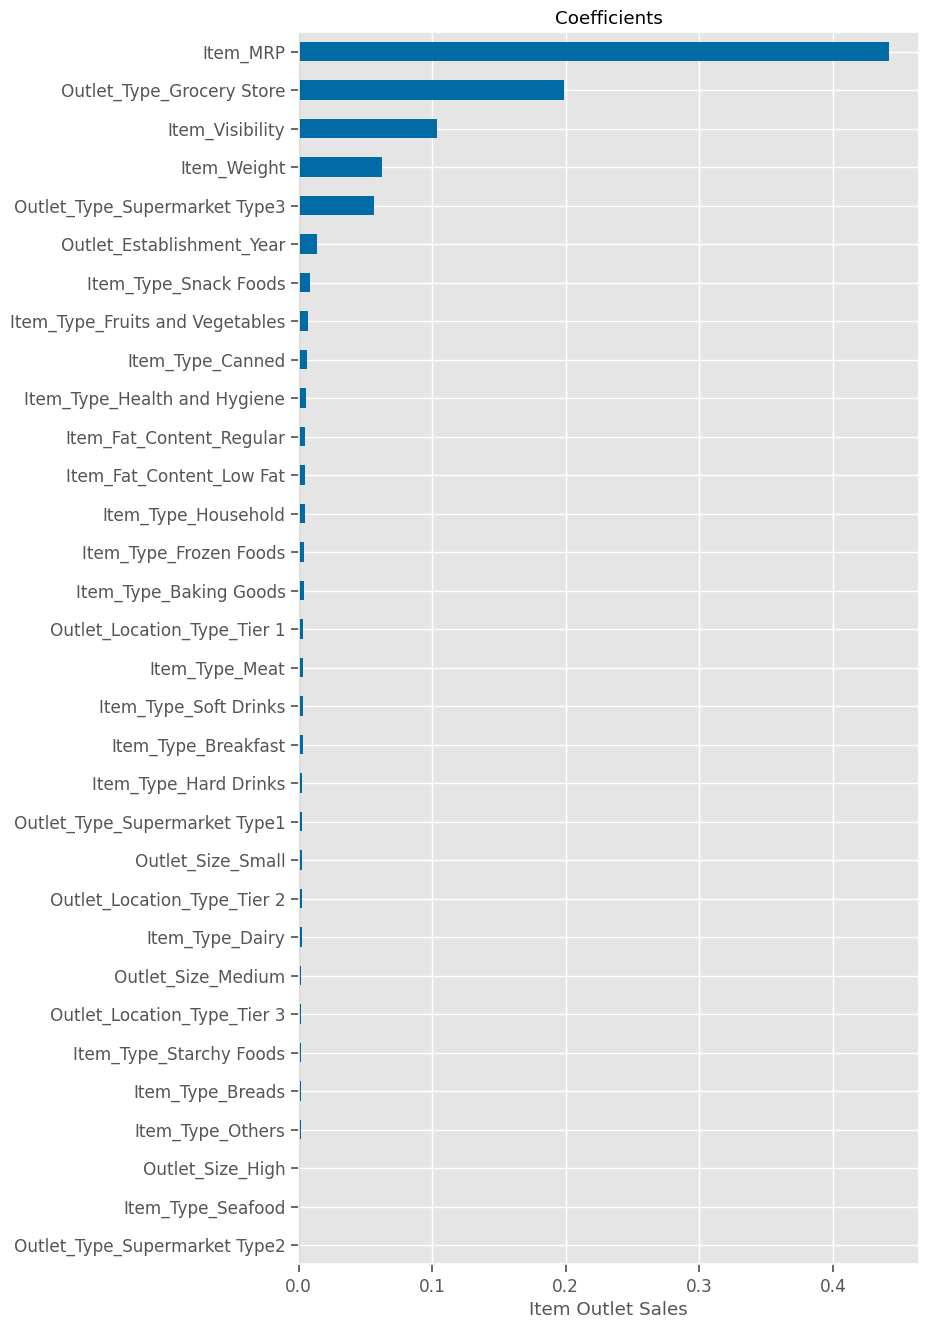 Coefficients
Item_MRP
Outlet_Type_Grocery Store
Item_Visibility
Item_Weight
Outlet_Type_Supermarket Type3
Outlet_Establishment_Year
Item_Type_Snack Foods
Item_Type_Fruits and Vegetables
Item_Type_Canned
Item_Type_Health and Hygiene
Item_Fat_Content_Regular
Item_Fat_Content_Low Fat
Item_Type_Household
Item_Type_Frozen Foods
Item_Type_Baking Goods
Outlet_Location_Type_Tier 1
Item_Type_Meat
Item_Type_Soft Drinks
Item_Type_Breakfast
Item_Type_Hard Drinks
Outlet_Type_Supermarket Type1
Outlet_Size_Small
Outlet_Location_Type_Tier 2
Item_Type_Dairy
Outlet_Size_Medium
Outlet_Location_Type_Tier 3
Item_Type_Starchy Foods
Item_Type_Breads
Item_Type_Others
Outlet_Size_High
Item_Type_Seafood
Outlet_Type_Supermarket Type2
0.0 0.1 0.2 0.3 0.4
Item Outlet Sales